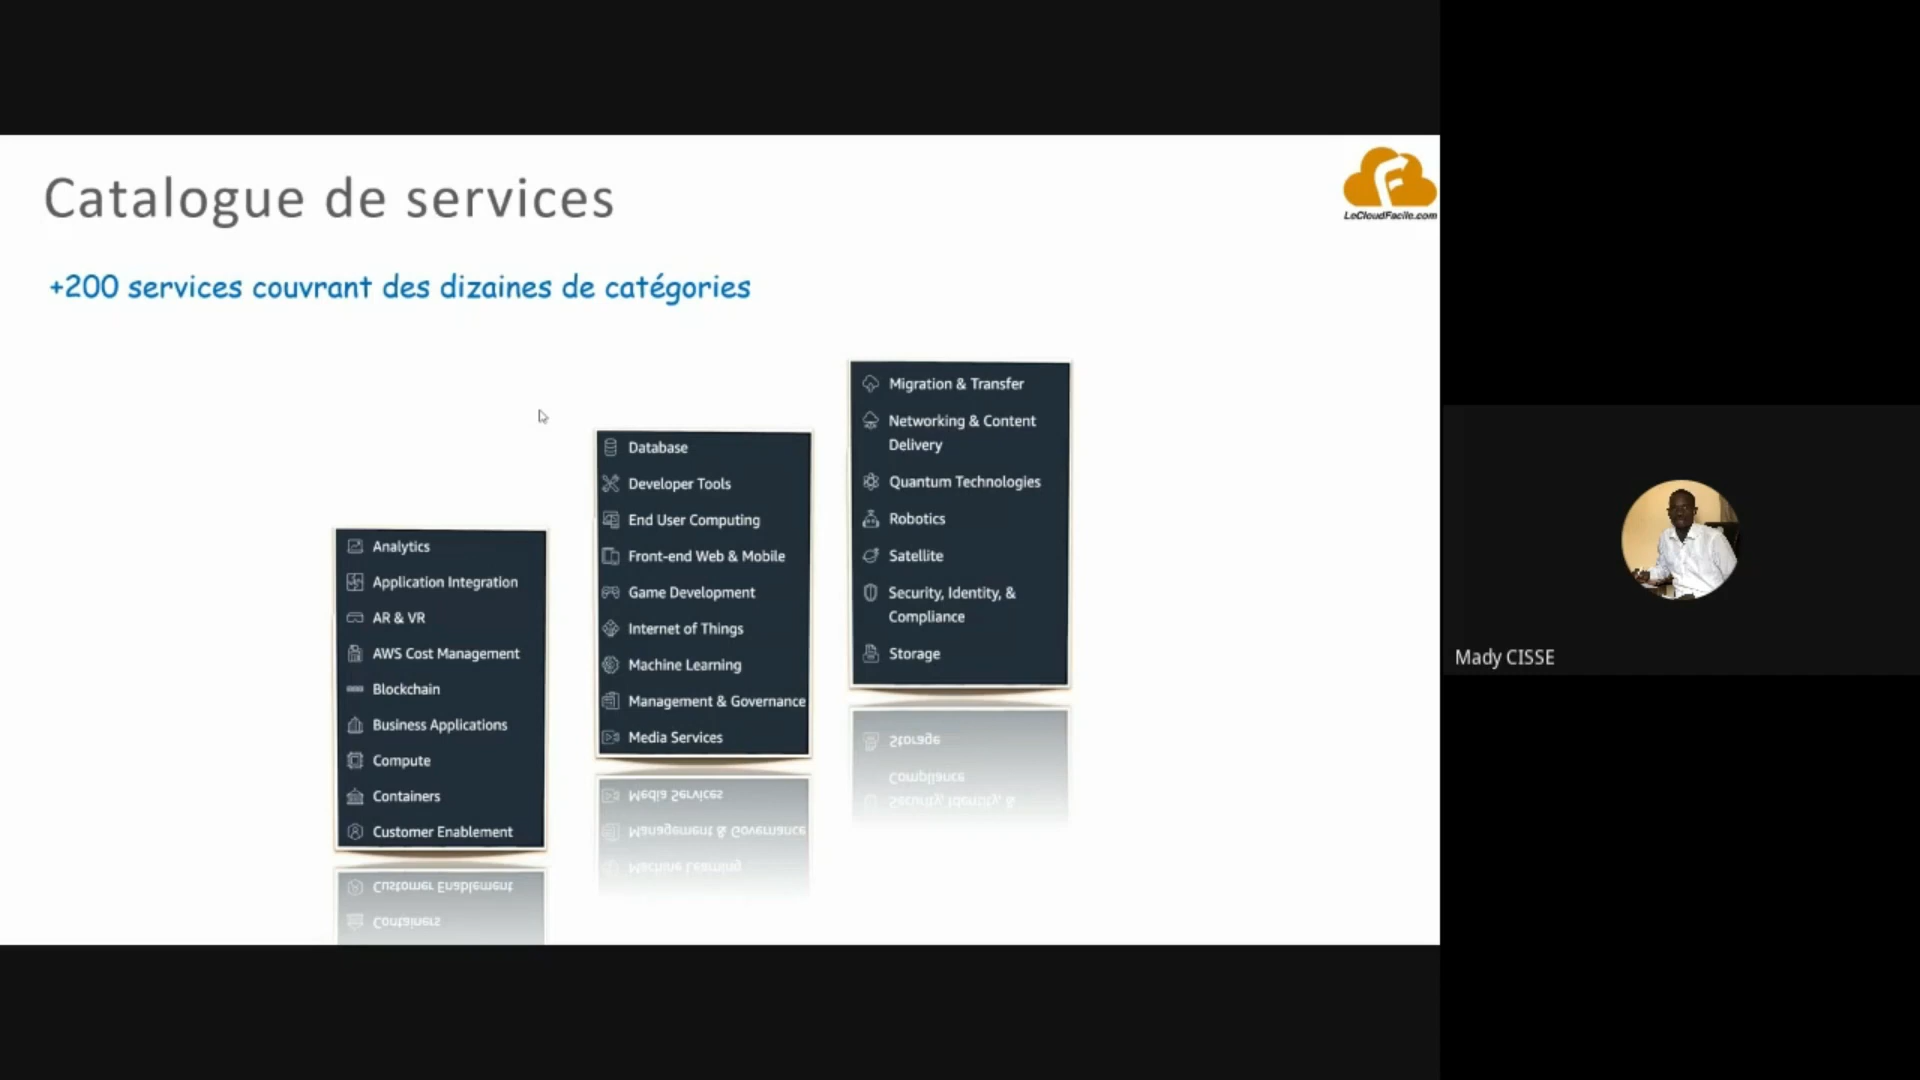 Catalogue de services
LeCloudFacile.com
+200 services couvrant des dizaines de catégories
Analytics
Application Integration
AR & VR
AWS Cost Management
Blockchain
Business Applications
Compute
Containers
Customer Enablement
Database
Developer Tools
End User Computing
Front-end Web & Mobile
Game Development
Internet of Things
Machine Learning
Management & Governance
Media Services
Migration & Transfer
Networking & Content
Delivery
Quantum Technologies
Robotics
Satellite
Security, Identity, &
Compliance
Storage
Mady CISSE